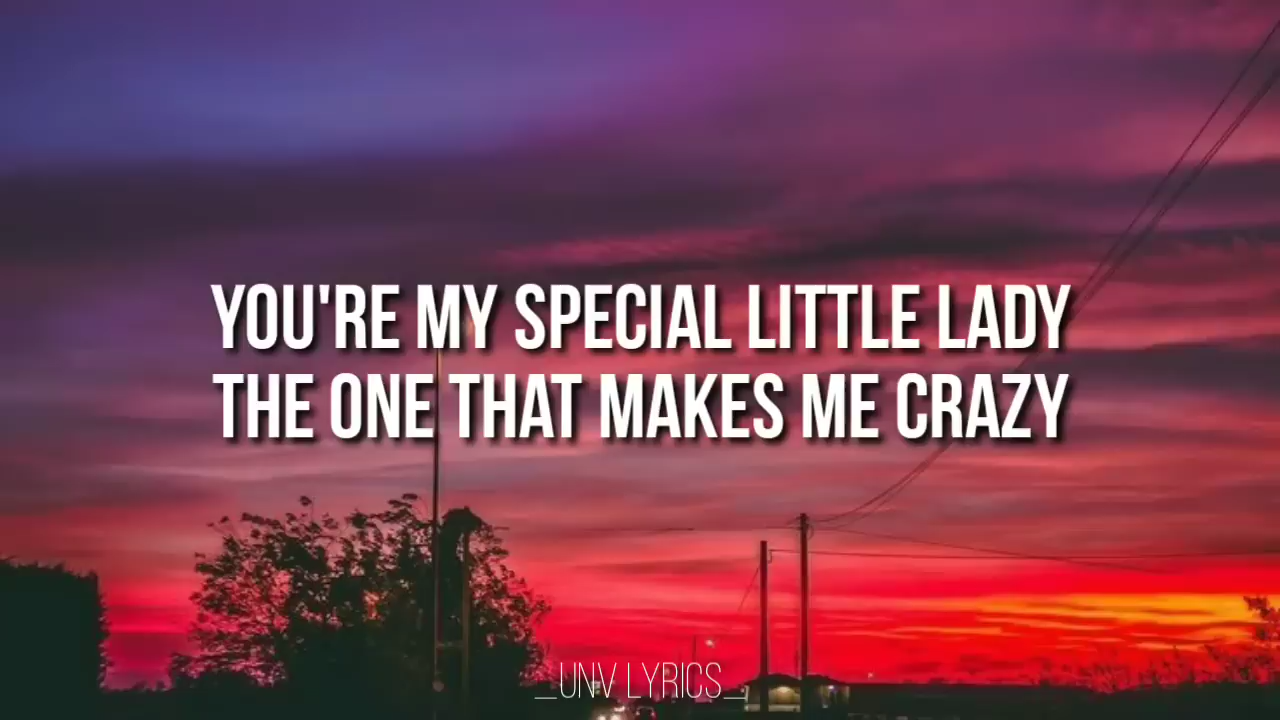 YOU'RE MY SPECIAL LITTLE LADY
THE ONE THAT MAKES ME CRAZY
_UNV LYRICS_